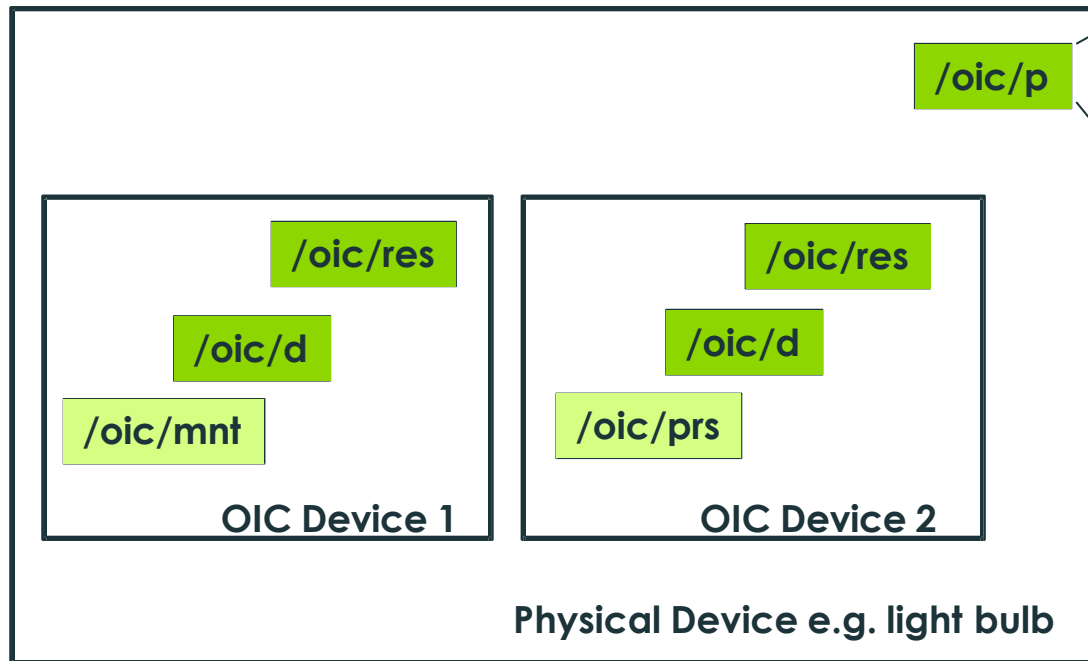 /oic/p
/oic/res
/oic/d
/oic/mnt
OIC Device 1
/oic/res
/oic/d
/oic/prs
OIC Device 2
Physical Device e.g. light bulb